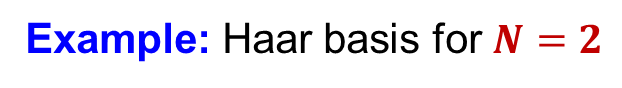 Example: Haar basis for N = 2